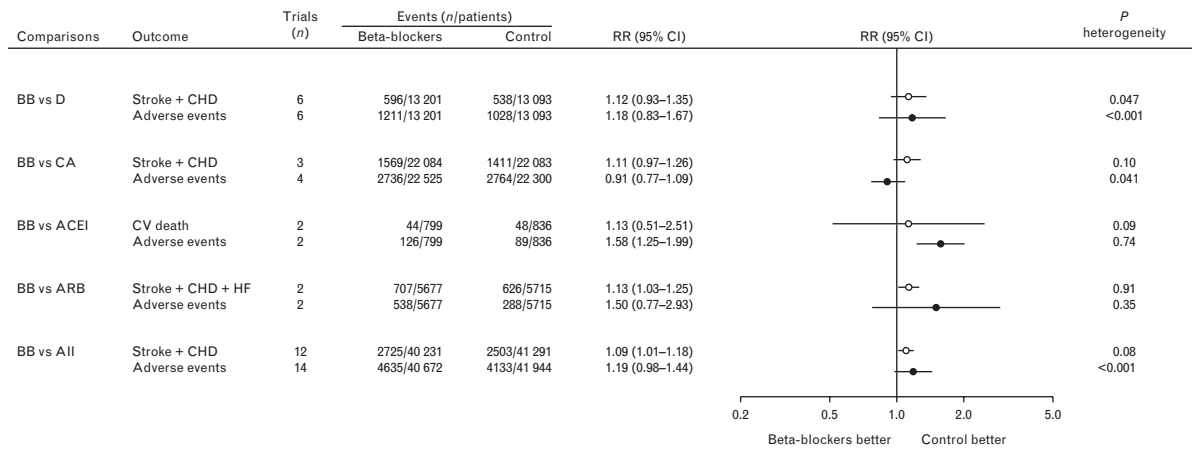 Trials Events (n/patients) P
Comparisons Outcome (n) Beta-blockers Control RR (95% CI) RR (95% CI) heterogeneity
BB vs D Stroke + CHD 6 596/13 201 538/13 093 1.12 (0.93–1.35) 0.047
Adverse events 6 1211/13 201 1028/13 093 1.18 (0.83–1.67) <0.001
BB vs CA Stroke + CHD 3 1569/22 084 1411/22 083 1.11 (0.97–1.26) 0.10
Adverse events 4 2736/22 525 2764/22 300 0.91 (0.77–1.09) 0.041
BB vs ACEI CV death 2 44/799 48/836 1.13 (0.51–2.51) 0.09
Adverse events 2 126/799 89/836 1.58 (1.25–1.99) 0.74
BB vs ARB Stroke + CHD + HF 2 707/5677 626/5715 1.13 (1.03–1.25) 0.91
Adverse events 2 538/5677 288/5715 1.50 (0.77–2.93) 0.35
BB vs All Stroke + CHD 12 2725/40 231 2503/41 291 1.09 (1.01–1.18) 0.08
Adverse events 14 4635/40 672 4133/41 944 1.19 (0.98–1.44) <0.001
0.2 0.5 1.0 2.0 5.0
Beta-blockers better Control better